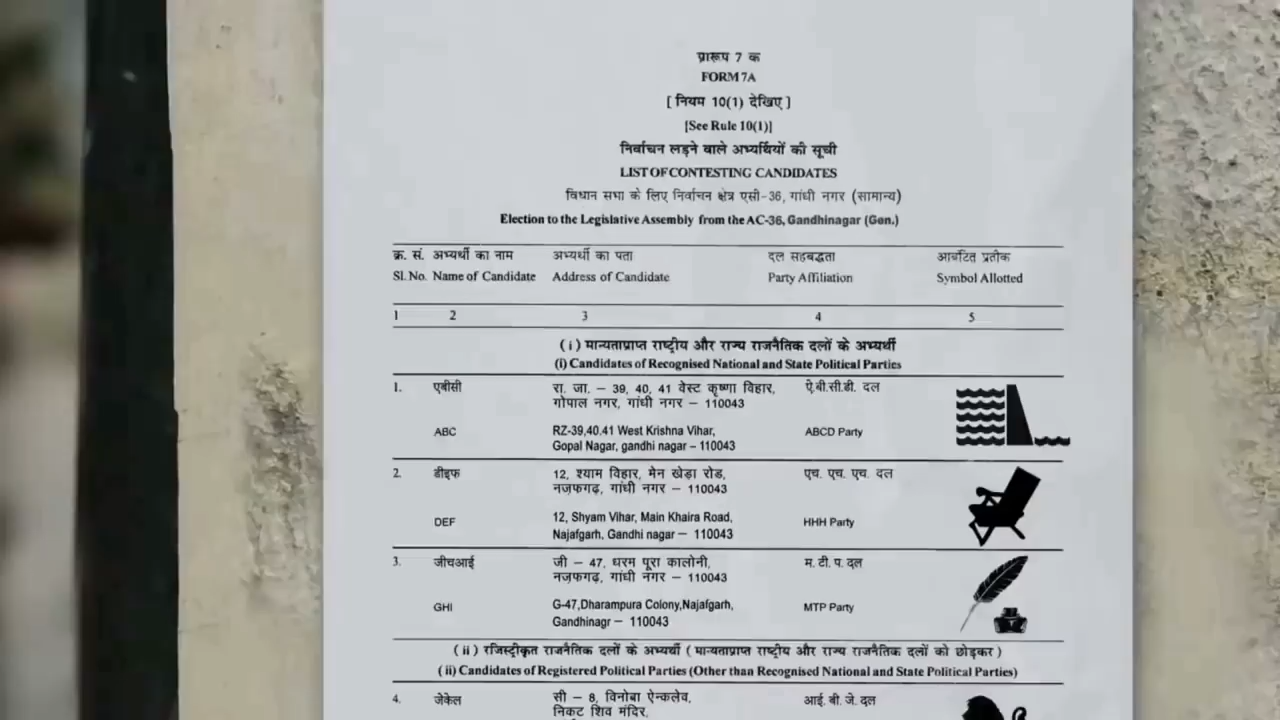 प्रारूप 7 क
FORM 7A
[ नियम 10(1) देखिए ]
[See Rule 10(1)]
निर्वाचन लड़ने वाले अभ्यर्थियों की सूची
LIST OF CONTESTING CANDIDATES
विधान सभा के लिए निर्वाचन क्षेत्र एसी-36, गांधी नगर (सामान्य)
Election to the Legislative Assembly from the AC-36, Gandhinagar (Gen.)
क्र. सं. अभ्यर्थी का नाम अभ्यर्थी का पता दल सहबद्धता आबंटित प्रतीक
Sl. No. Name of Candidate Address of Candidate Party Affiliation Symbol Allotted
1 2 3 4 5
(i) मान्यताप्राप्त राष्ट्रीय और राज्य राजनैतिक दलों के अभ्यर्थी
(i) Candidates of Recognised National and State Political Parties
1. एबीसी रा. जा. – 39, 40, 41 वेस्ट कृष्णा विहार, ऐ.बी.सी.डी. दल
गोपाल नगर, गांधी नगर – 110043
ABC RZ-39,40.41 West Krishna Vihar, ABCD Party
Gopal Nagar, gandhi nagar – 110043
2. डीइफ 12, श्याम विहार, मेन खेड़ा रोड, एच. एच. एच. दल
नज़फगढ़, गांधी नगर – 110043
DEF 12, Shyam Vihar, Main Khaira Road, HHH Party
Najafgarh, Gandhi nagar – 110043
3. जीचआई जी – 47, धरम पूरा कालोनी, म. टी. प. दल
नज़फगढ़, गांधी नगर – 110043
GHI G-47,Dharampura Colony,Najafgarh, MTP Party
Gandhinagr – 110043
(ii) रजिस्ट्रीकृत राजनैतिक दलों के अभ्यर्थी ( मान्यताप्राप्त राष्ट्रीय और राज्य राजनैतिक दलों को छोड़कर )
(ii) Candidates of Registered Political Parties (Other than Recognised National and State Political Parties)
4. जेकेल सी – 8, विनोबा ऐन्कलेव, आई. बी. जे. दल
निकट शिव मंदिर,